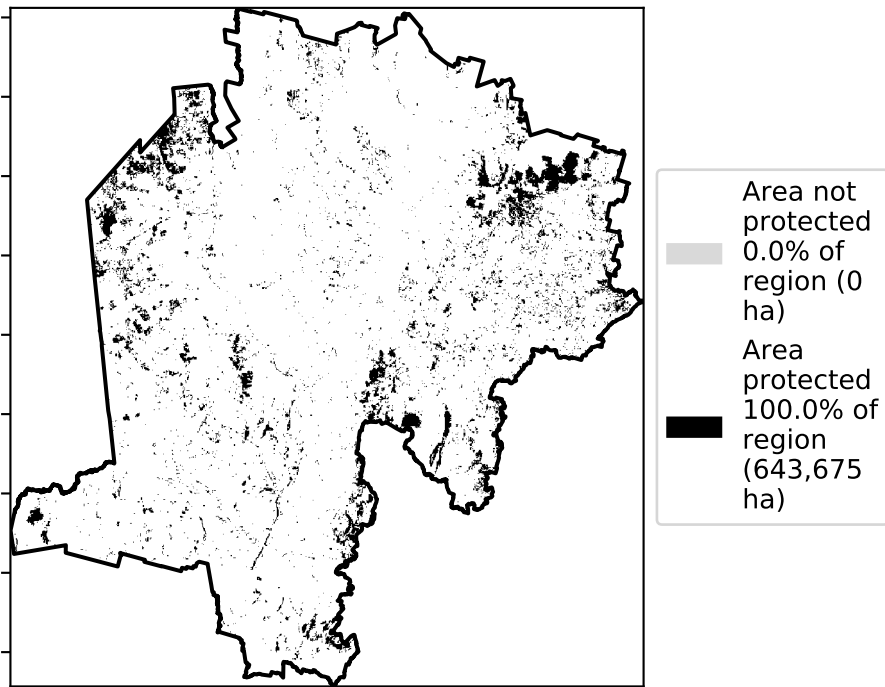 Area not
protected
0.0% of
region (0
ha)
Area
protected
100.0% of
region
(643,675
ha)